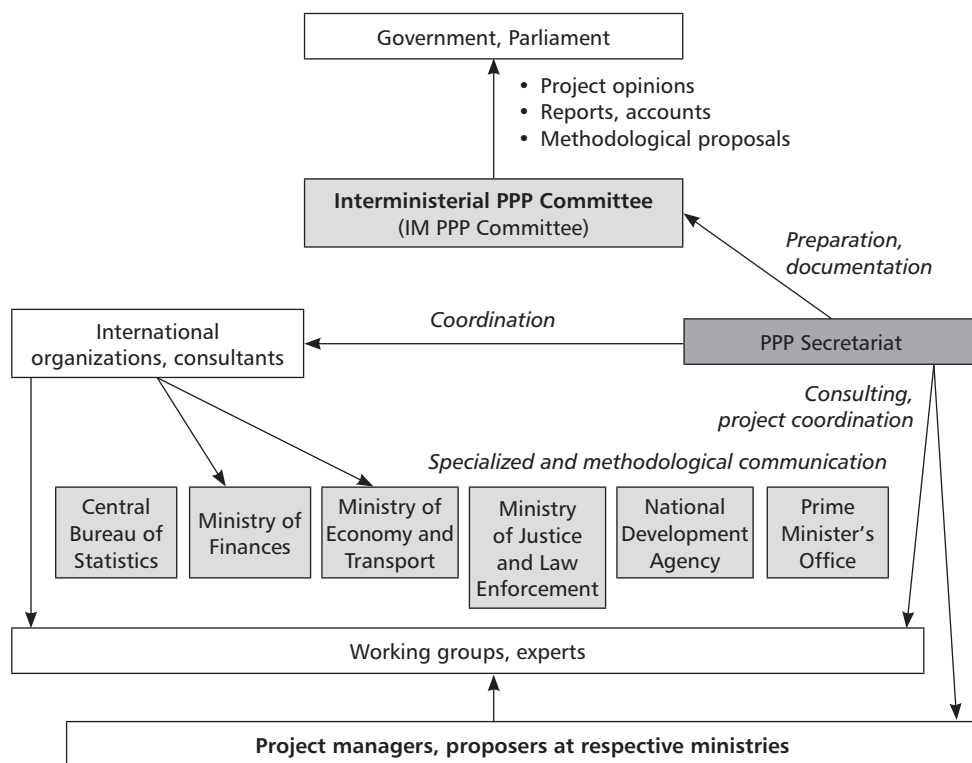 Government, Parliament
• Project opinions
• Reports, accounts
• Methodological proposals
Interministerial PPP Committee
(IM PPP Committee)
Preparation,
documentation
International
organizations, consultants
Coordination
PPP Secretariat
Consulting,
project coordination
Specialized and methodological communication
Central
Bureau of
Statistics
Ministry of
Finances
Ministry of
Economy and
Transport
Ministry
of Justice
and Law
Enforcement
National
Development
Agency
Prime
Minister’s
Office
Working groups, experts
Project managers, proposers at respective ministries